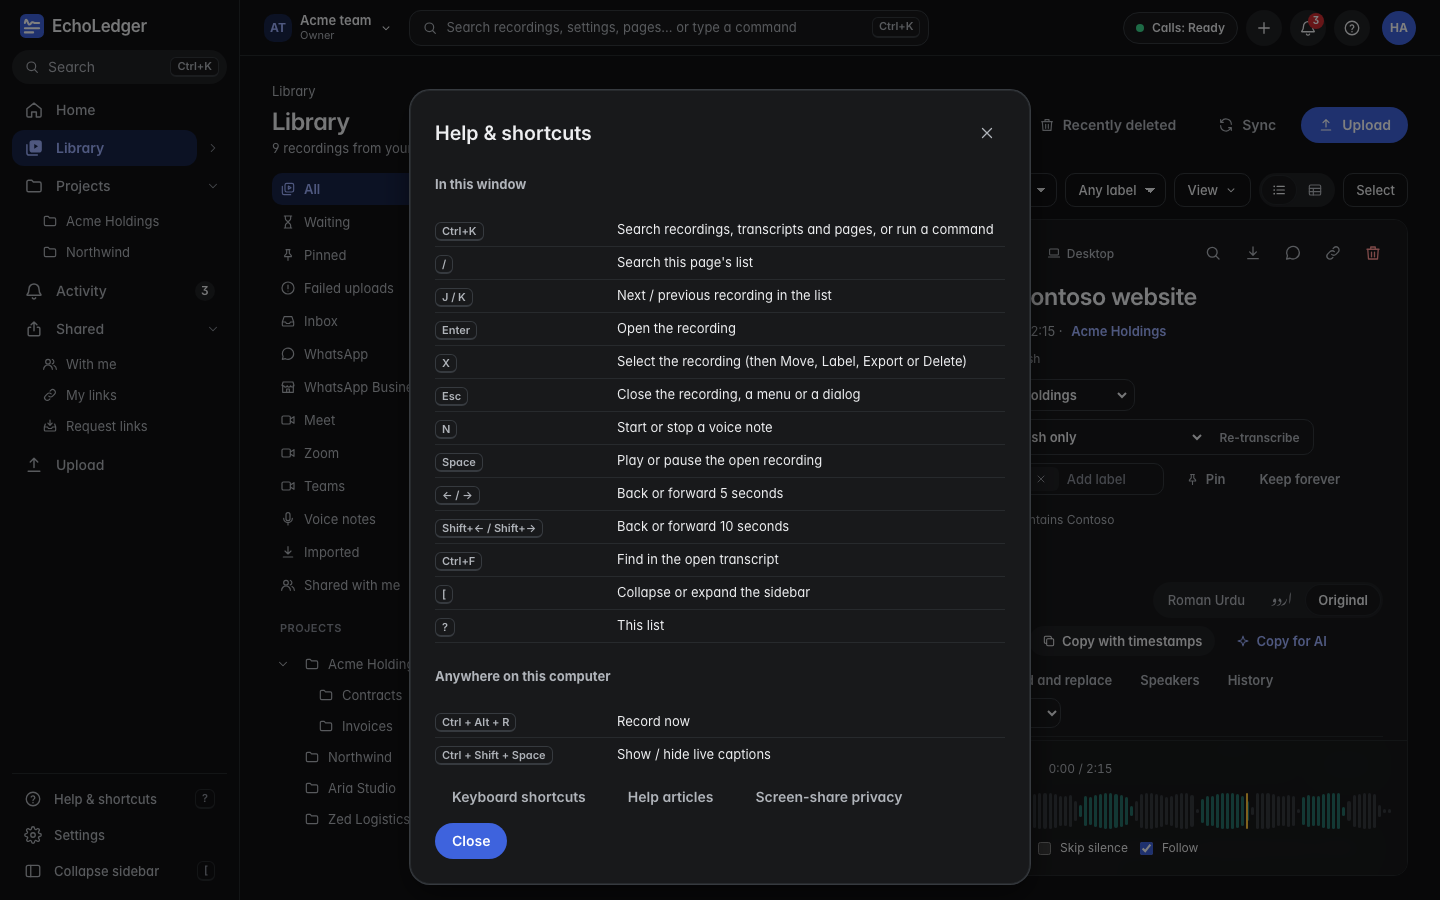 EchoLedger
Search Ctrl+K
Home
Library
Projects
Acme Holdings
Northwind
Activity 3
Shared
With me
My links
Request links
Upload
Help & shortcuts ?
Settings
Collapse sidebar [
AT Acme team
Owner
Search recordings, settings, pages... or type a command Ctrl+K
Calls: Ready
3
HA
Library
Library
9 recordings from your
Recently deleted
Sync
Upload
All
Waiting
Pinned
Failed uploads
Inbox
WhatsApp
WhatsApp Busine
Meet
Zoom
Teams
Voice notes
Imported
Shared with me
PROJECTS
Acme Holding
Contracts
Invoices
Northwind
Aria Studio
Zed Logistics
Help & shortcuts
In this window
Ctrl+K Search recordings, transcripts and pages, or run a command
/ Search this page's list
J / K Next / previous recording in the list
Enter Open the recording
X Select the recording (then Move, Label, Export or Delete)
Esc Close the recording, a menu or a dialog
N Start or stop a voice note
Space Play or pause the open recording
← / → Back or forward 5 seconds
Shift+← / Shift+→ Back or forward 10 seconds
Ctrl+F Find in the open transcript
[ Collapse or expand the sidebar
? This list
Anywhere on this computer
Ctrl + Alt + R Record now
Ctrl + Shift + Space Show / hide live captions
Keyboard shortcuts Help articles Screen-share privacy
Close
Any label View Select
Desktop
ontoso website
2:15 · Acme Holdings
sh
oldings
sh only Re-transcribe
Add label Pin Keep forever
ntains Contoso
Roman Urdu اردو Original
Copy with timestamps Copy for AI
d and replace Speakers History
0:00 / 2:15
Skip silence Follow